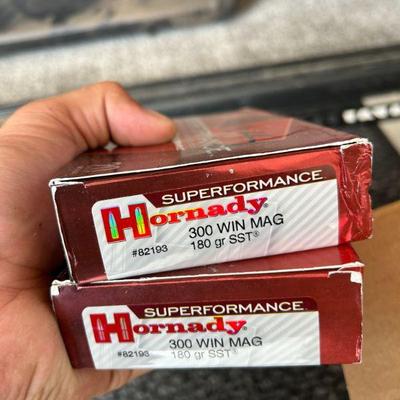 SUPERFORMANCE
Hornady®
300 WIN MAG
#82193 180 gr SST®
SUPERFORMANCE
Hornady®
300 WIN MAG
#82193 180 gr SST®